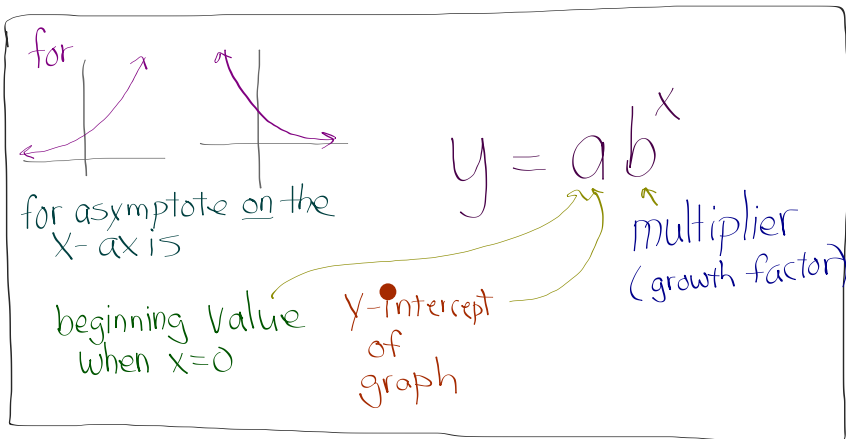 for
y = ab^x
for asymptote on the
x-axis
multiplier
(growth factor)
beginning value
when x=0
y-intercept
of
graph